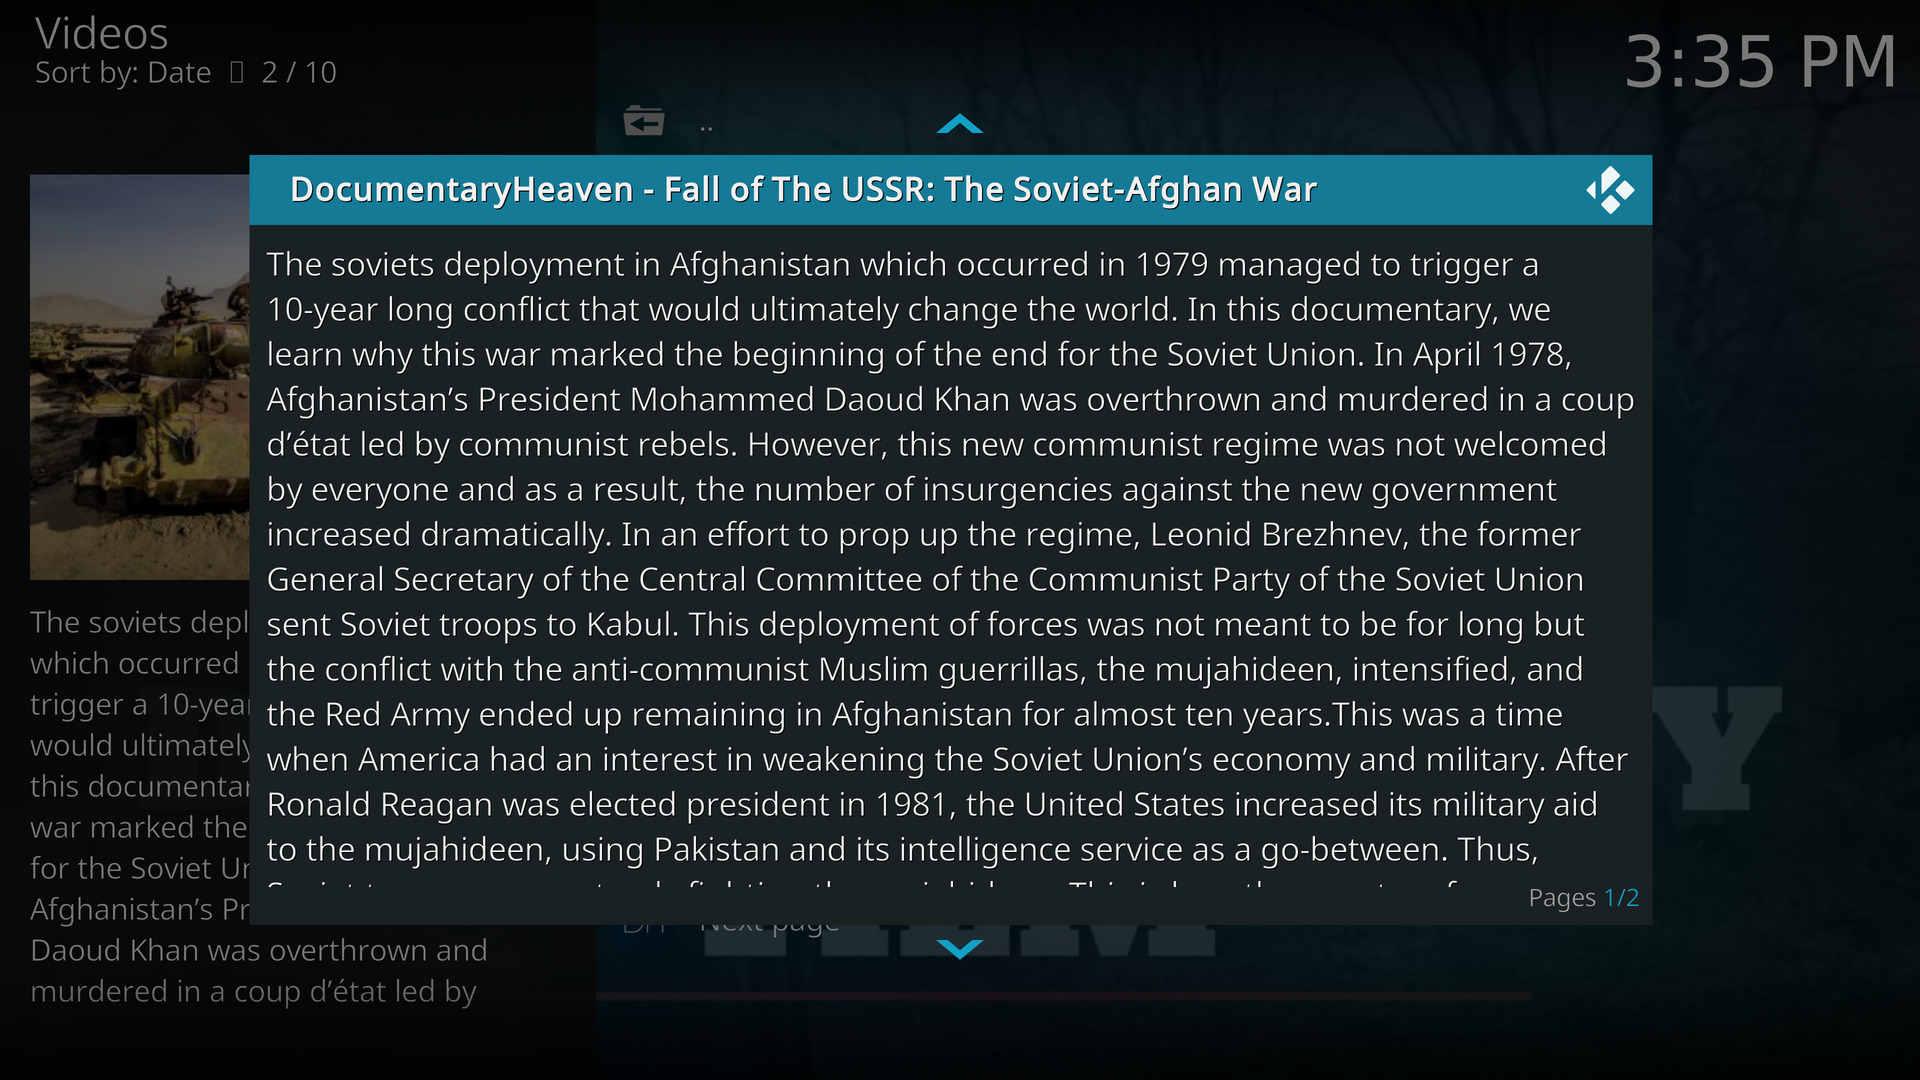 Videos
Sort by: Date 2 / 10
3:35 PM
..
DocumentaryHeaven - Fall of The USSR: The Soviet-Afghan War
The soviets deployment in Afghanistan which occurred in 1979 managed to trigger a
10-year long conflict that would ultimately change the world. In this documentary, we
learn why this war marked the beginning of the end for the Soviet Union. In April 1978,
Afghanistan’s President Mohammed Daoud Khan was overthrown and murdered in a coup
d’état led by communist rebels. However, this new communist regime was not welcomed
by everyone and as a result, the number of insurgencies against the new government
increased dramatically. In an effort to prop up the regime, Leonid Brezhnev, the former
General Secretary of the Central Committee of the Communist Party of the Soviet Union
sent Soviet troops to Kabul. This deployment of forces was not meant to be for long but
the conflict with the anti-communist Muslim guerrillas, the mujahideen, intensified, and
the Red Army ended up remaining in Afghanistan for almost ten years.This was a time
when America had an interest in weakening the Soviet Union’s economy and military. After
Ronald Reagan was elected president in 1981, the United States increased its military aid
to the mujahideen, using Pakistan and its intelligence service as a go-between. Thus,
Pages 1/2
The soviets depl
which occurred
trigger a 10-year
would ultimately
this documentar
war marked the
for the Soviet Un
Afghanistan’s Pr
Daoud Khan was overthrown and
murdered in a coup d’état led by
Next page